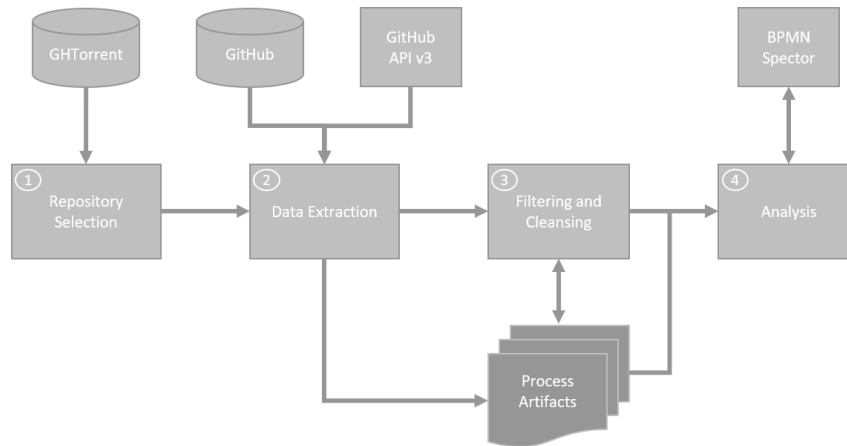 GHTorrent
GitHub
GitHub
API v3
BPMN
Spector
1
Repository
Selection
2
Data Extraction
3
Filtering and
Cleansing
4
Analysis
Process
Artifacts